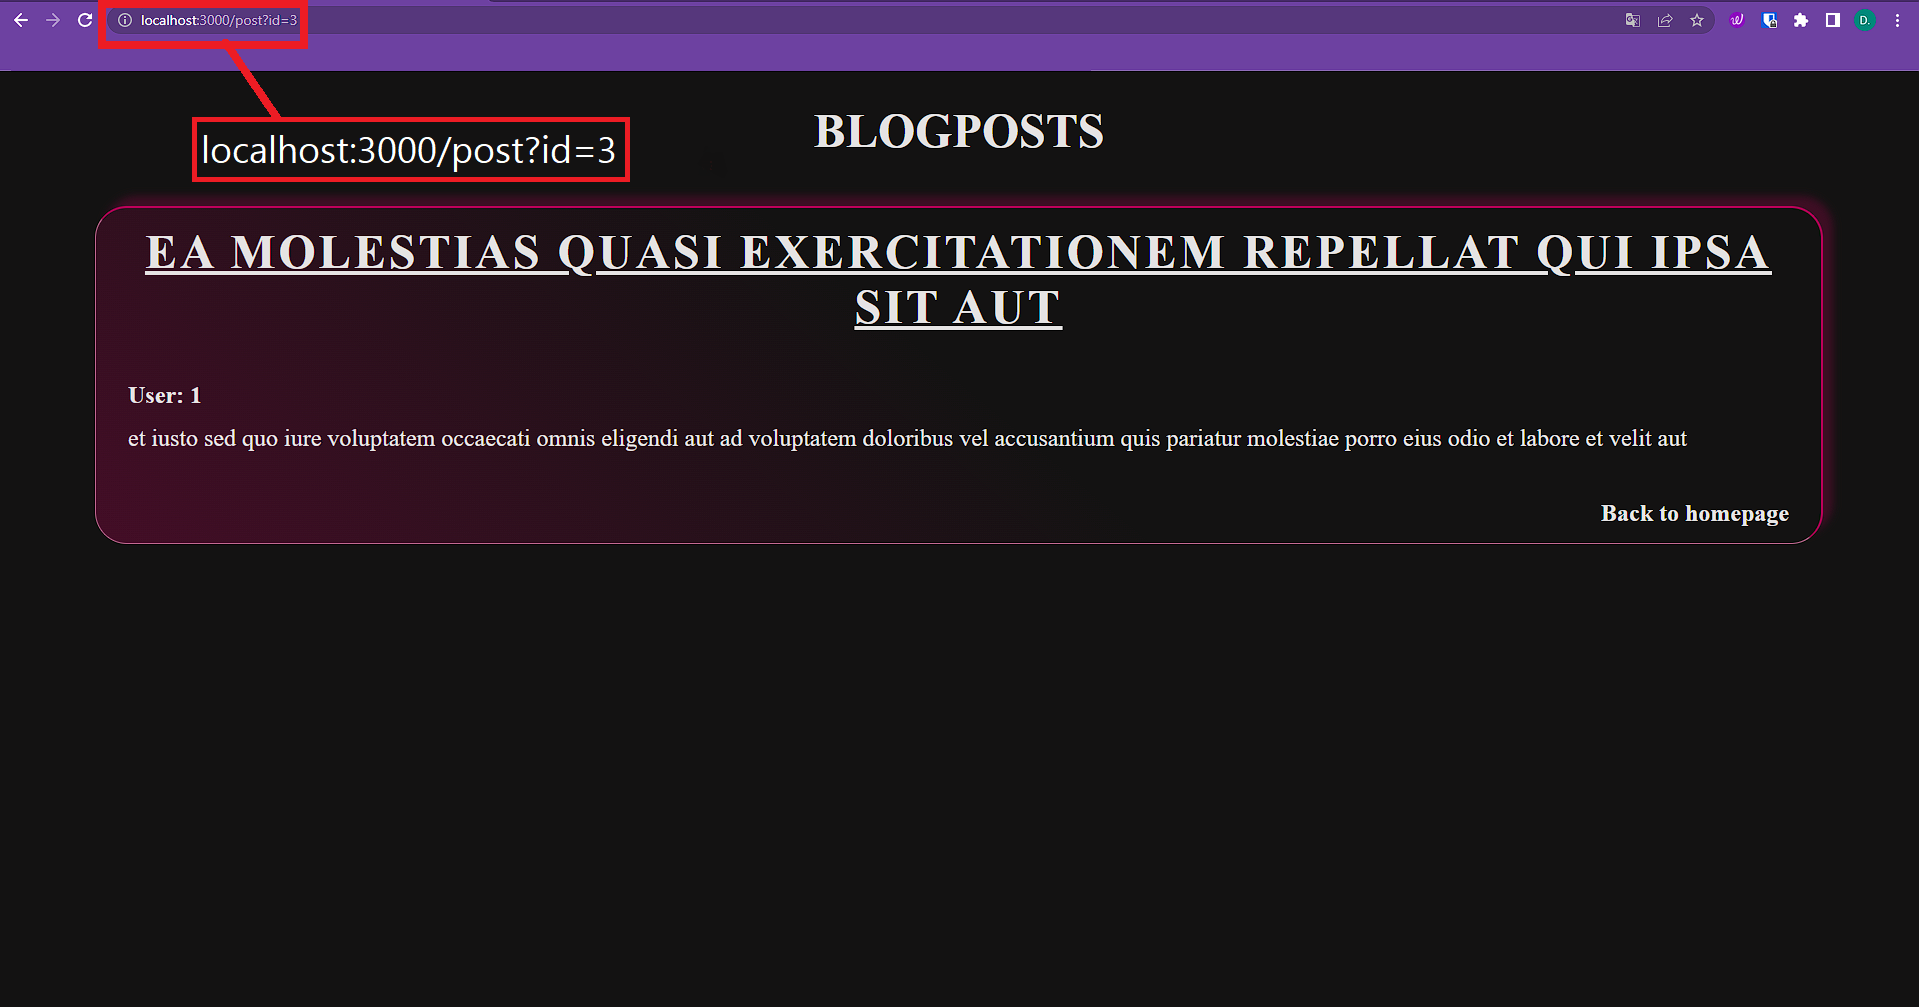 localhost:3000/post?id=3
D.
localhost:3000/post?id=3
BLOGPOSTS
EA MOLESTIAS QUASI EXERCITATIONEM REPELLAT QUI IPSA
SIT AUT
User: 1
et iusto sed quo iure voluptatem occaecati omnis eligendi aut ad voluptatem doloribus vel accusantium quis pariatur molestiae porro eius odio et labore et velit aut
Back to homepage